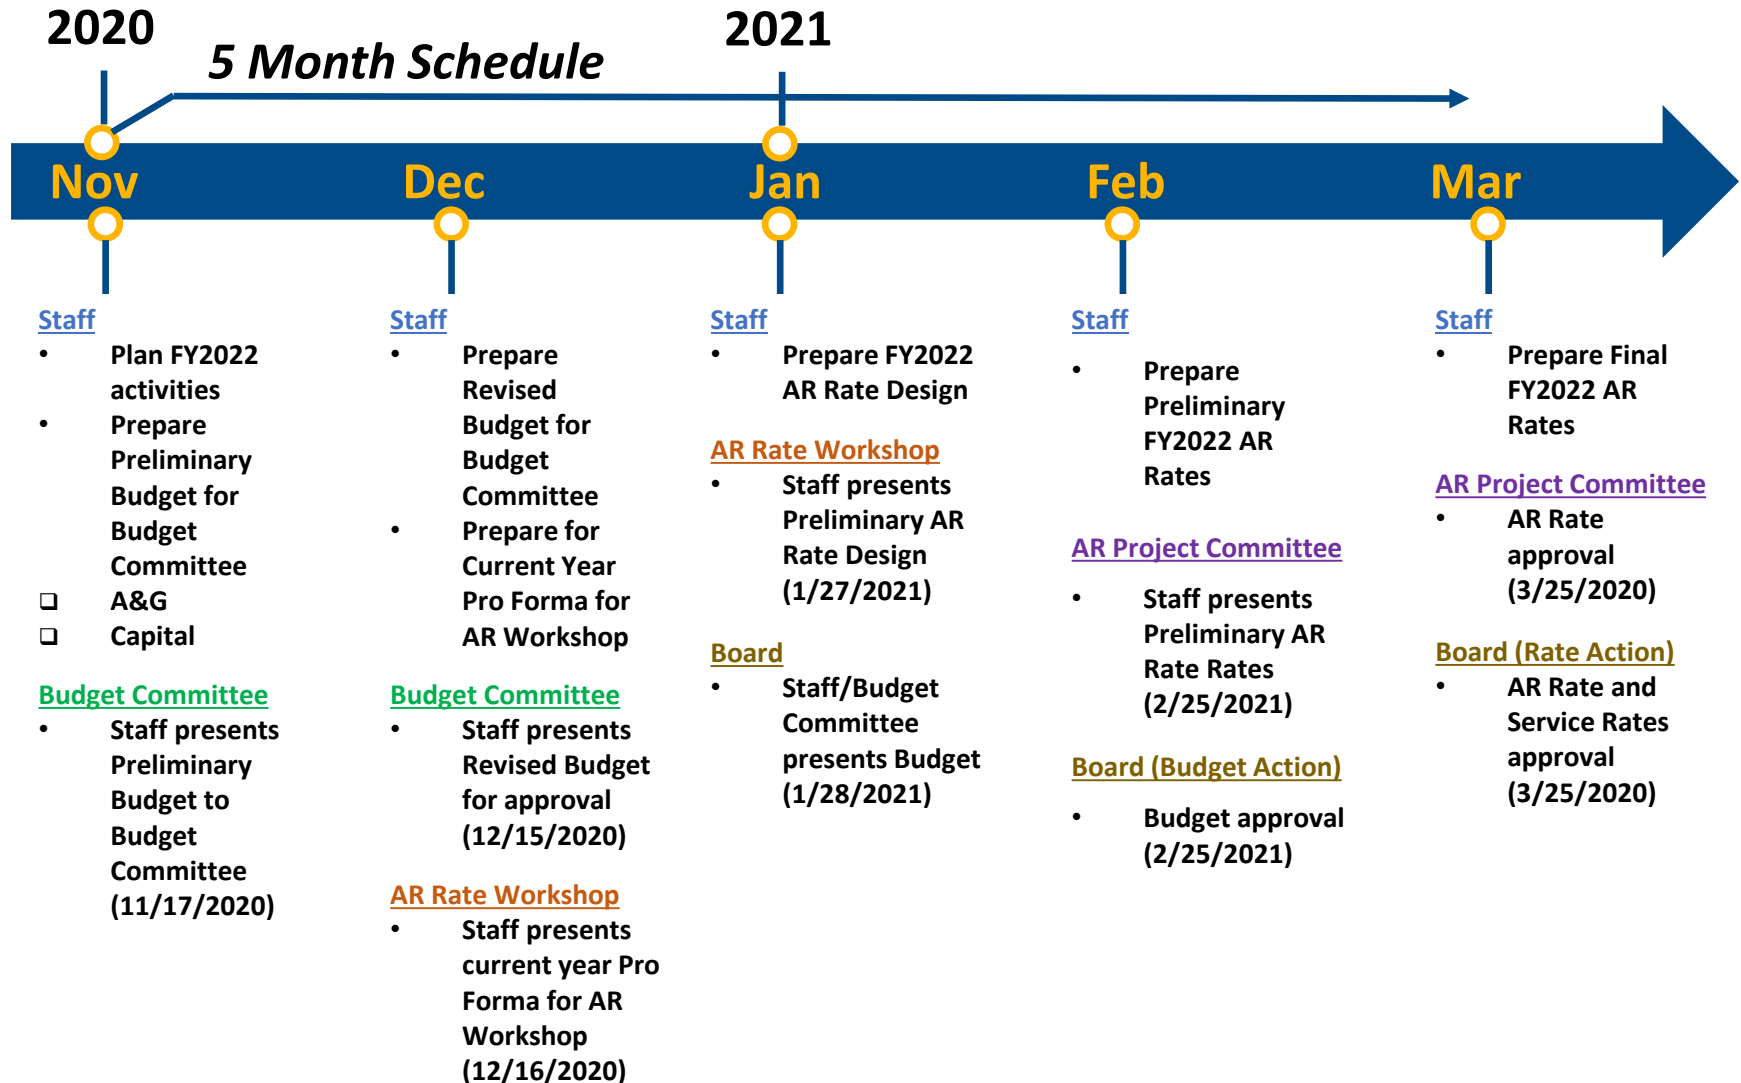 2020
2021
5 Month Schedule
Nov
Dec
Jan
Feb
Mar
Staff
• Plan FY2022
activities
• Prepare
Preliminary
Budget for
Budget
Committee
❑ A&G
❑ Capital
Budget Committee
• Staff presents
Preliminary
Budget to
Budget
Committee
(11/17/2020)
Staff
• Prepare
Revised
Budget for
Budget
Committee
• Prepare for
Current Year
Pro Forma for
AR Workshop
Budget Committee
• Staff presents
Revised Budget
for approval
(12/15/2020)
AR Rate Workshop
• Staff presents
current year Pro
Forma for AR
Workshop
(12/16/2020)
Staff
• Prepare FY2022
AR Rate Design
AR Rate Workshop
• Staff presents
Preliminary AR
Rate Design
(1/27/2021)
Board
• Staff/Budget
Committee
presents Budget
(1/28/2021)
Staff
• Prepare
Preliminary
FY2022 AR
Rates
AR Project Committee
• Staff presents
Preliminary AR
Rate Rates
(2/25/2021)
Board (Budget Action)
• Budget approval
(2/25/2021)
Staff
• Prepare Final
FY2022 AR
Rates
AR Project Committee
• AR Rate
approval
(3/25/2020)
Board (Rate Action)
• AR Rate and
Service Rates
approval
(3/25/2020)